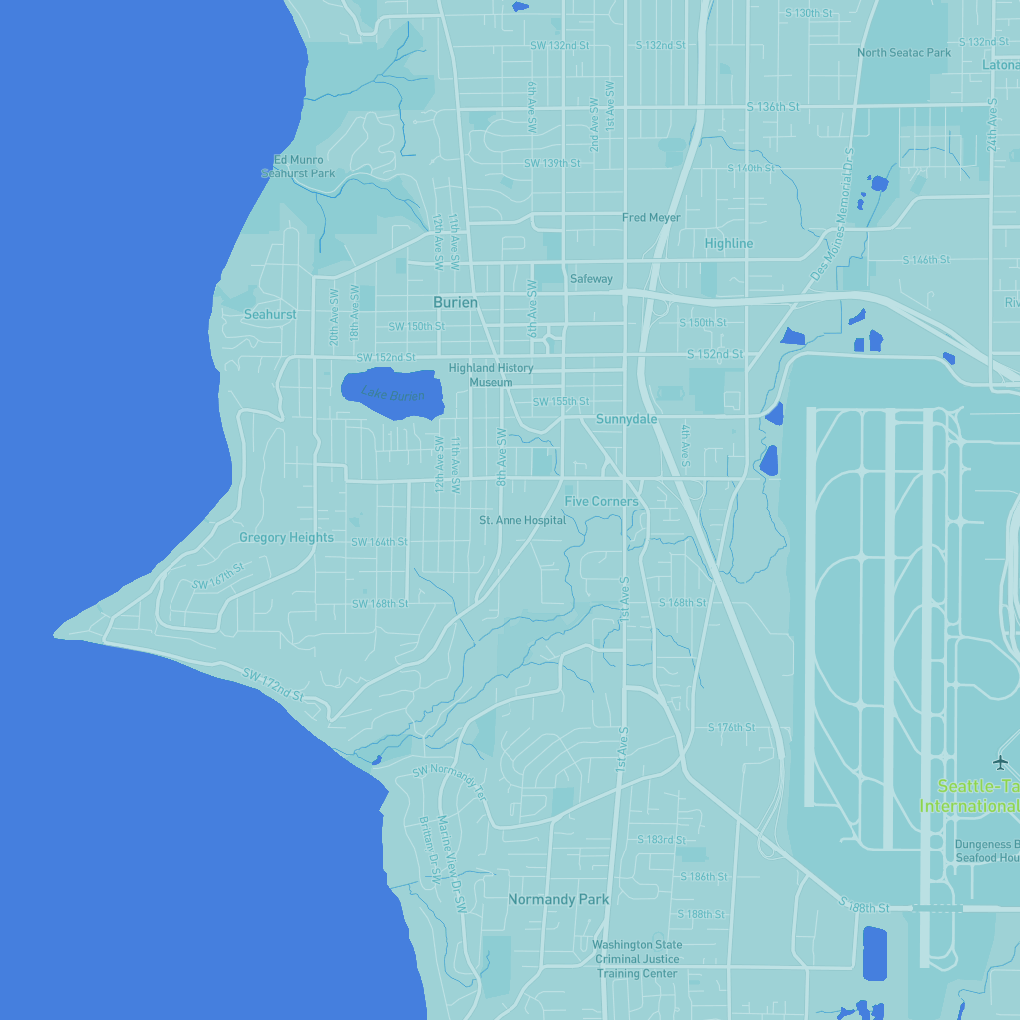 S 130th St
SW 132nd St
S 132nd St
S 132nd St
North Seatac Park
Latona
6th Ave SW
2nd Ave SW
1st Ave SW
S 136th St
24th Ave S
Ed Munro
Seahurst Park
SW 139th St
S 140th St
Des Moines Memorial Dr S
Fred Meyer
12th Ave SW
11th Ave SW
Highline
S 146th St
Safeway
Burien
6th Ave SW
20th Ave SW
18th Ave SW
Seahurst
Riv
SW 150th St
S 150th St
SW 152nd St
S 152nd St
Highland History
Museum
Lake Burien
SW 155th St
Sunnydale
4th Ave S
12th Ave SW
11th Ave SW
8th Ave SW
Five Corners
St. Anne Hospital
Gregory Heights
SW 164th St
SW 167th St
SW 168th St
1st Ave S
S 168th St
SW 172nd St
S 176th St
1st Ave S
SW Normandy Ter
Seattle-Ta
International
Marine View Dr SW
Brittam Dr SW
S 183rd St
Dungeness B
Seafood Hou
S 186th St
Normandy Park
S 188th St
S 188th St
Washington State
Criminal Justice
Training Center